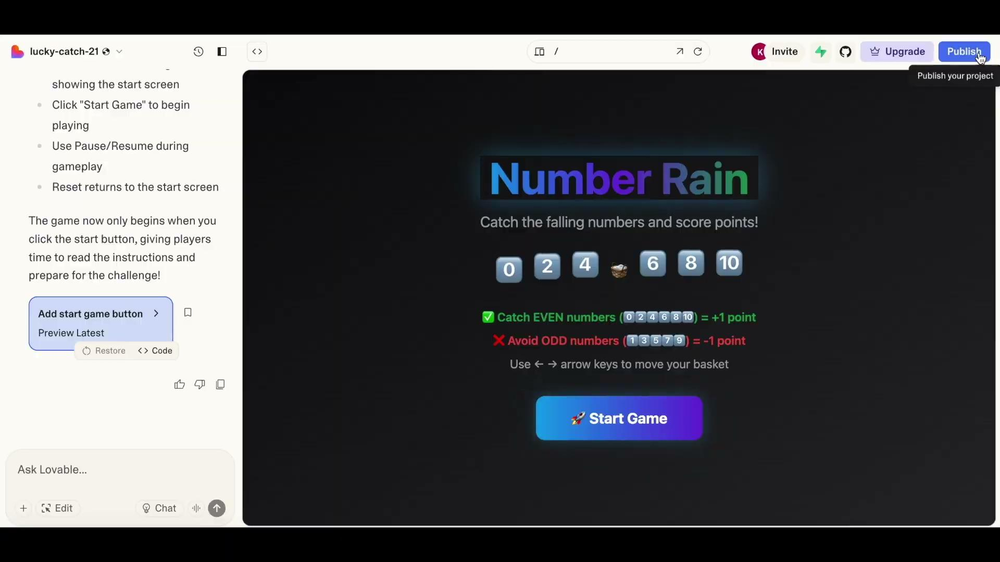 lucky-catch-21
/
K
Invite
Upgrade
Publish
Publish your project
showing the start screen
Click "Start Game" to begin
playing
Use Pause/Resume during
gameplay
Reset returns to the start screen
The game now only begins when you
click the start button, giving players
time to read the instructions and
prepare for the challenge!
Add start game button
Preview Latest
Restore
<> Code
Ask Lovable...
+ Edit
Chat
Number Rain
Catch the falling numbers and score points!
0 2 4 6 8 10
✅ Catch EVEN numbers (0 2 4 6 8 10) = +1 point
❌ Avoid ODD numbers (1 3 5 7 9) = -1 point
Use ← → arrow keys to move your basket
🚀 Start Game